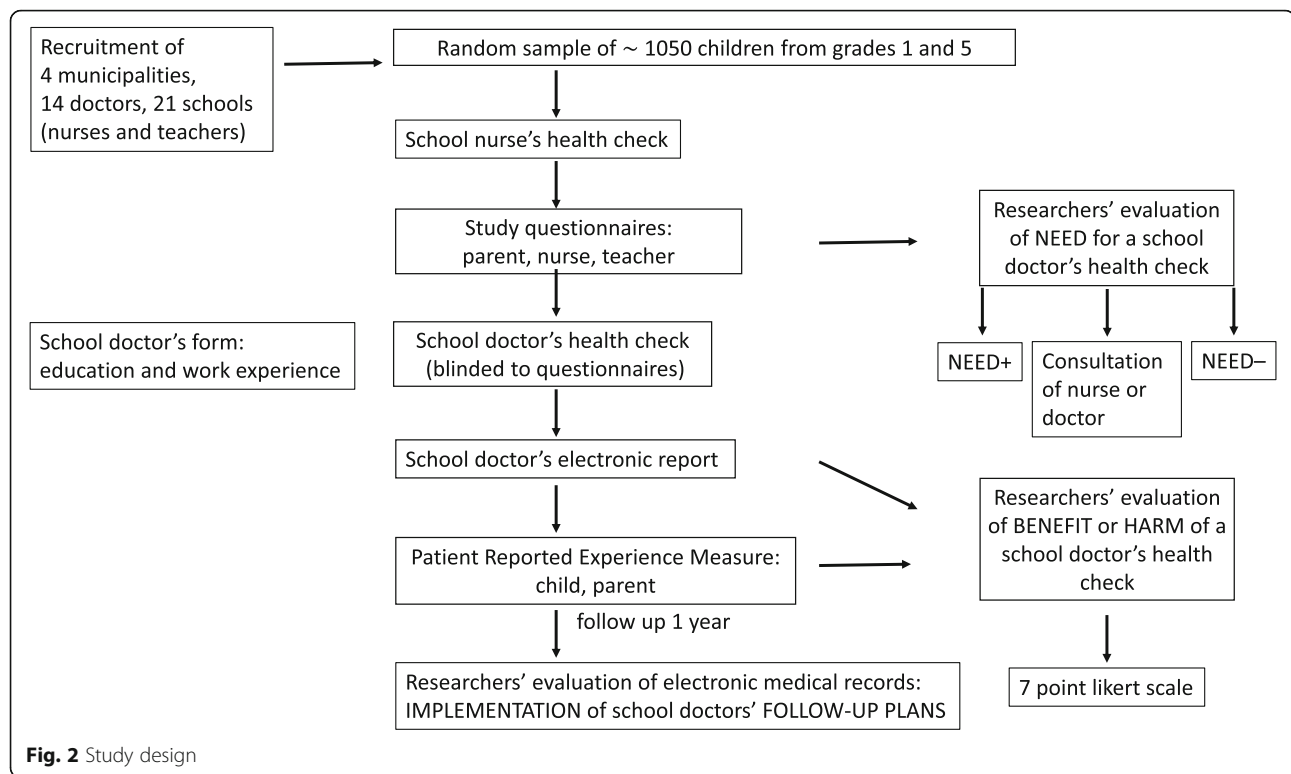 Recruitment of
4 municipalities,
14 doctors, 21 schools
(nurses and teachers)
Random sample of ~ 1050 children from grades 1 and 5
School nurse's health check
Study questionnaires:
parent, nurse, teacher
Researchers' evaluation
of NEED for a school
doctor's health check
NEED+
Consultation
of nurse or
doctor
NEED–
School doctor's form:
education and work experience
School doctor's health check
(blinded to questionnaires)
School doctor's electronic report
Patient Reported Experience Measure:
child, parent
Researchers' evaluation
of BENEFIT or HARM of a
school doctor's health
check
follow up 1 year
Researchers' evaluation of electronic medical records:
IMPLEMENTATION of school doctors' FOLLOW-UP PLANS
7 point likert scale
Fig. 2 Study design